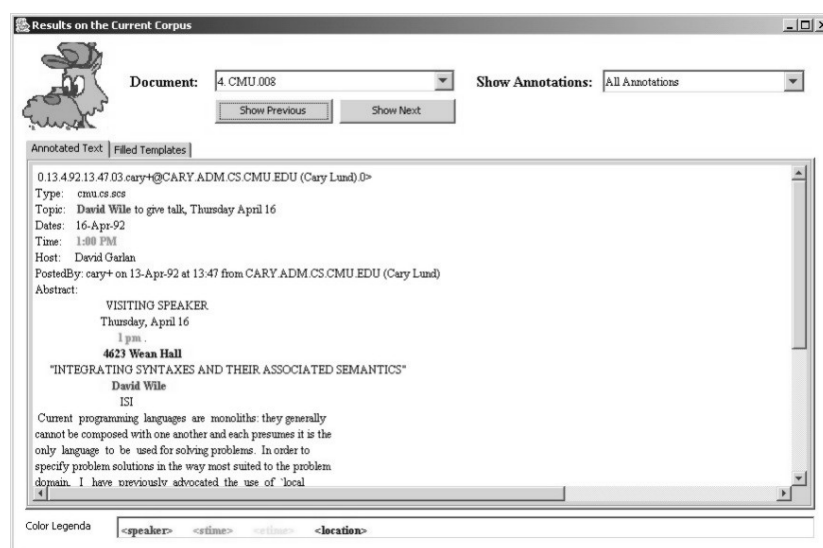 Results on the Current Corpus
Document: 4. CMU.008 Show Annotations: All Annotations
Show Previous Show Next
Annotated Text Filled Templates
0.13.4.92.13.47.03.cary+@CARY.ADM.CS.CMU.EDU (Cary Lund).0>
Type: cmu.cs.scs
Topic: David Wile to give talk, Thursday April 16
Dates: 16-Apr-92
Time: 1:00 PM
Host: David Garlan
PostedBy: cary+ on 13-Apr-92 at 13:47 from CARY.ADM.CS.CMU.EDU (Cary Lund)
Abstract:
VISITING SPEAKER
Thursday, April 16
1 pm .
4623 Wean Hall
"INTEGRATING SYNTAXES AND THEIR ASSOCIATED SEMANTICS"
David Wile
ISI
Current programming languages are monoliths: they generally
cannot be composed with one another and each presumes it is the
only language to be used for solving problems. In order to
specify problem solutions in the way most suited to the problem
domain. I have previously advocated the use of `local
Color Legenda <speaker> <stime> <etime> <location>